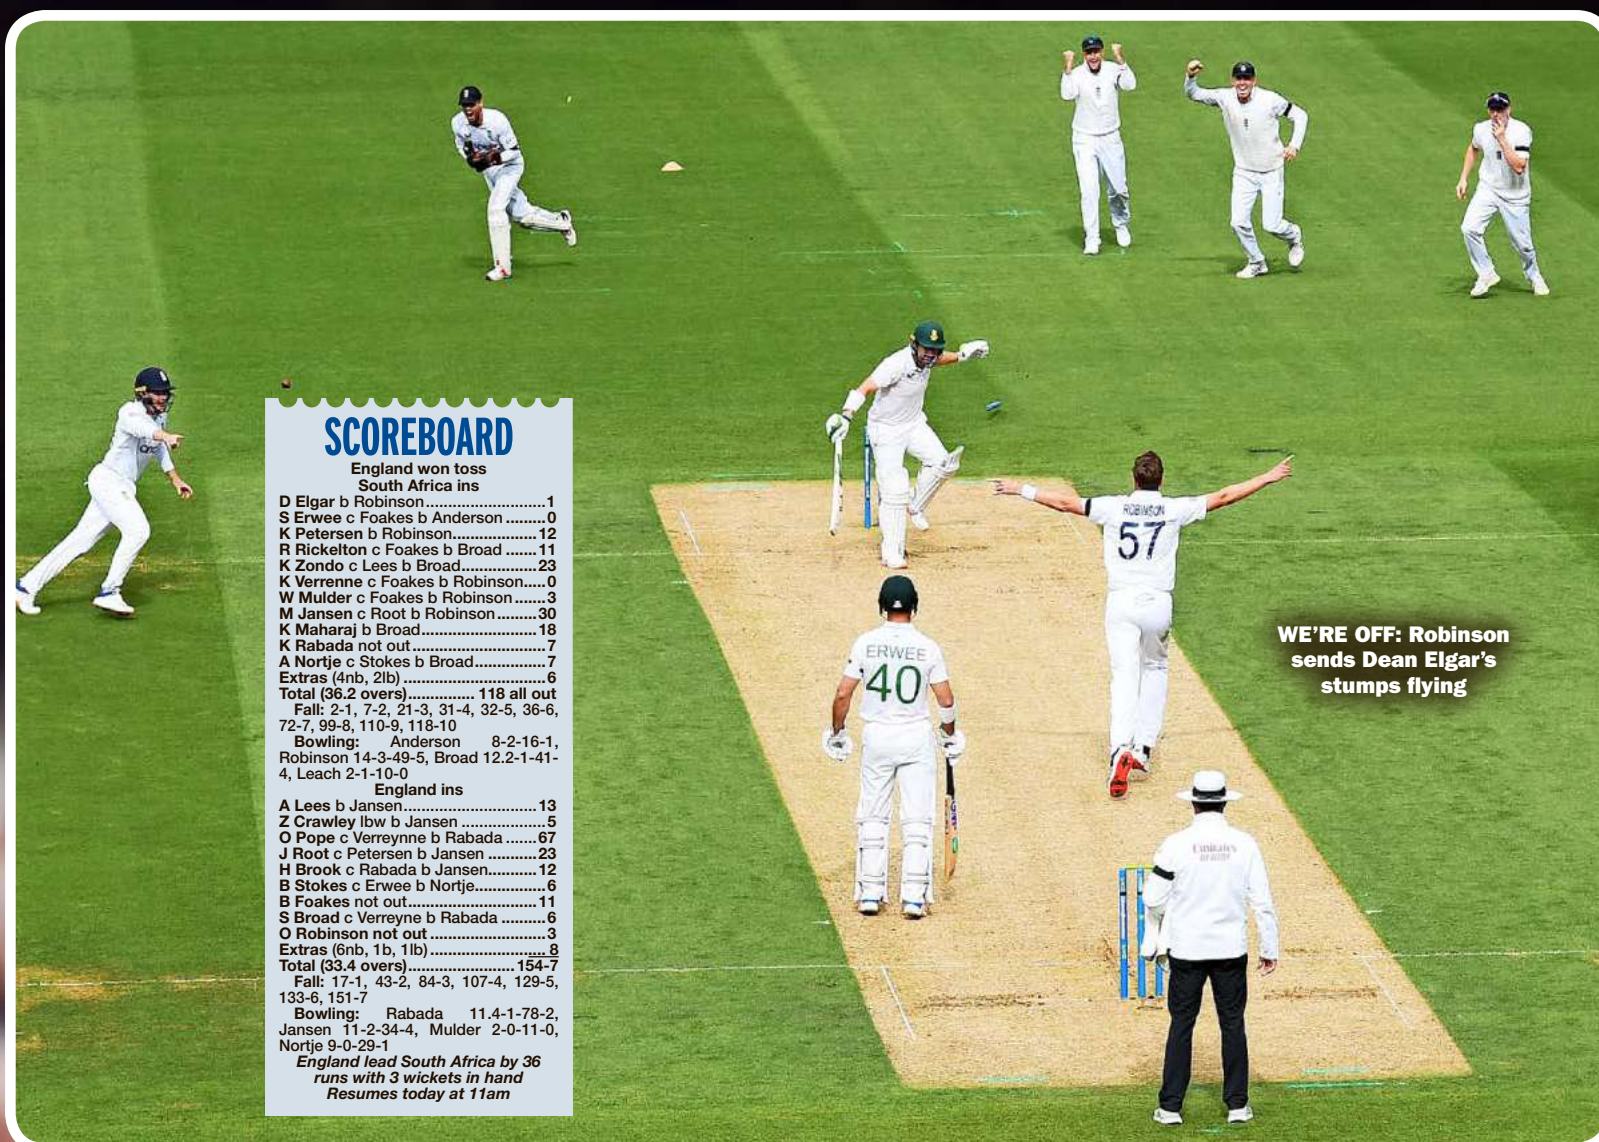 SCOREBOARD
England won toss
South Africa ins
D Elgar b Robinson...........................1
S Erwee c Foakes b Anderson .........0
K Petersen b Robinson...................12
R Rickelton c Foakes b Broad .......11
K Zondo c Lees b Broad.................23
K Verrenne c Foakes b Robinson.....0
W Mulder c Foakes b Robinson .......3
M Jansen c Root b Robinson .........30
K Maharaj b Broad..........................18
K Rabada not out..............................7
A Nortje c Stokes b Broad................7
Extras (4nb, 2lb) ................................6
Total (36.2 overs)............... 118 all out
Fall: 2-1, 7-2, 21-3, 31-4, 32-5, 36-6,
72-7, 99-8, 110-9, 118-10
Bowling: Anderson 8-2-16-1,
Robinson 14-3-49-5, Broad 12.2-1-41-
4, Leach 2-1-10-0
England ins
A Lees b Jansen..............................13
Z Crawley lbw b Jansen ...................5
O Pope c Verreynne b Rabada .......67
J Root c Petersen b Jansen ...........23
H Brook c Rabada b Jansen...........12
B Stokes c Erwee b Nortje................6
B Foakes not out.............................11
S Broad c Verreyne b Rabada ..........6
O Robinson not out ..........................3
Extras (6nb, 1b, 1lb) .......................... 8
Total (33.4 overs)........................154-7
Fall: 17-1, 43-2, 84-3, 107-4, 129-5,
133-6, 151-7
Bowling: Rabada 11.4-1-78-2,
Jansen 11-2-34-4, Mulder 2-0-11-0,
Nortje 9-0-29-1
England lead South Africa by 36
runs with 3 wickets in hand
Resumes today at 11am
ROBINSON
57
ERWEE
40
WE'RE OFF: Robinson
sends Dean Elgar's
stumps flying
Emirates